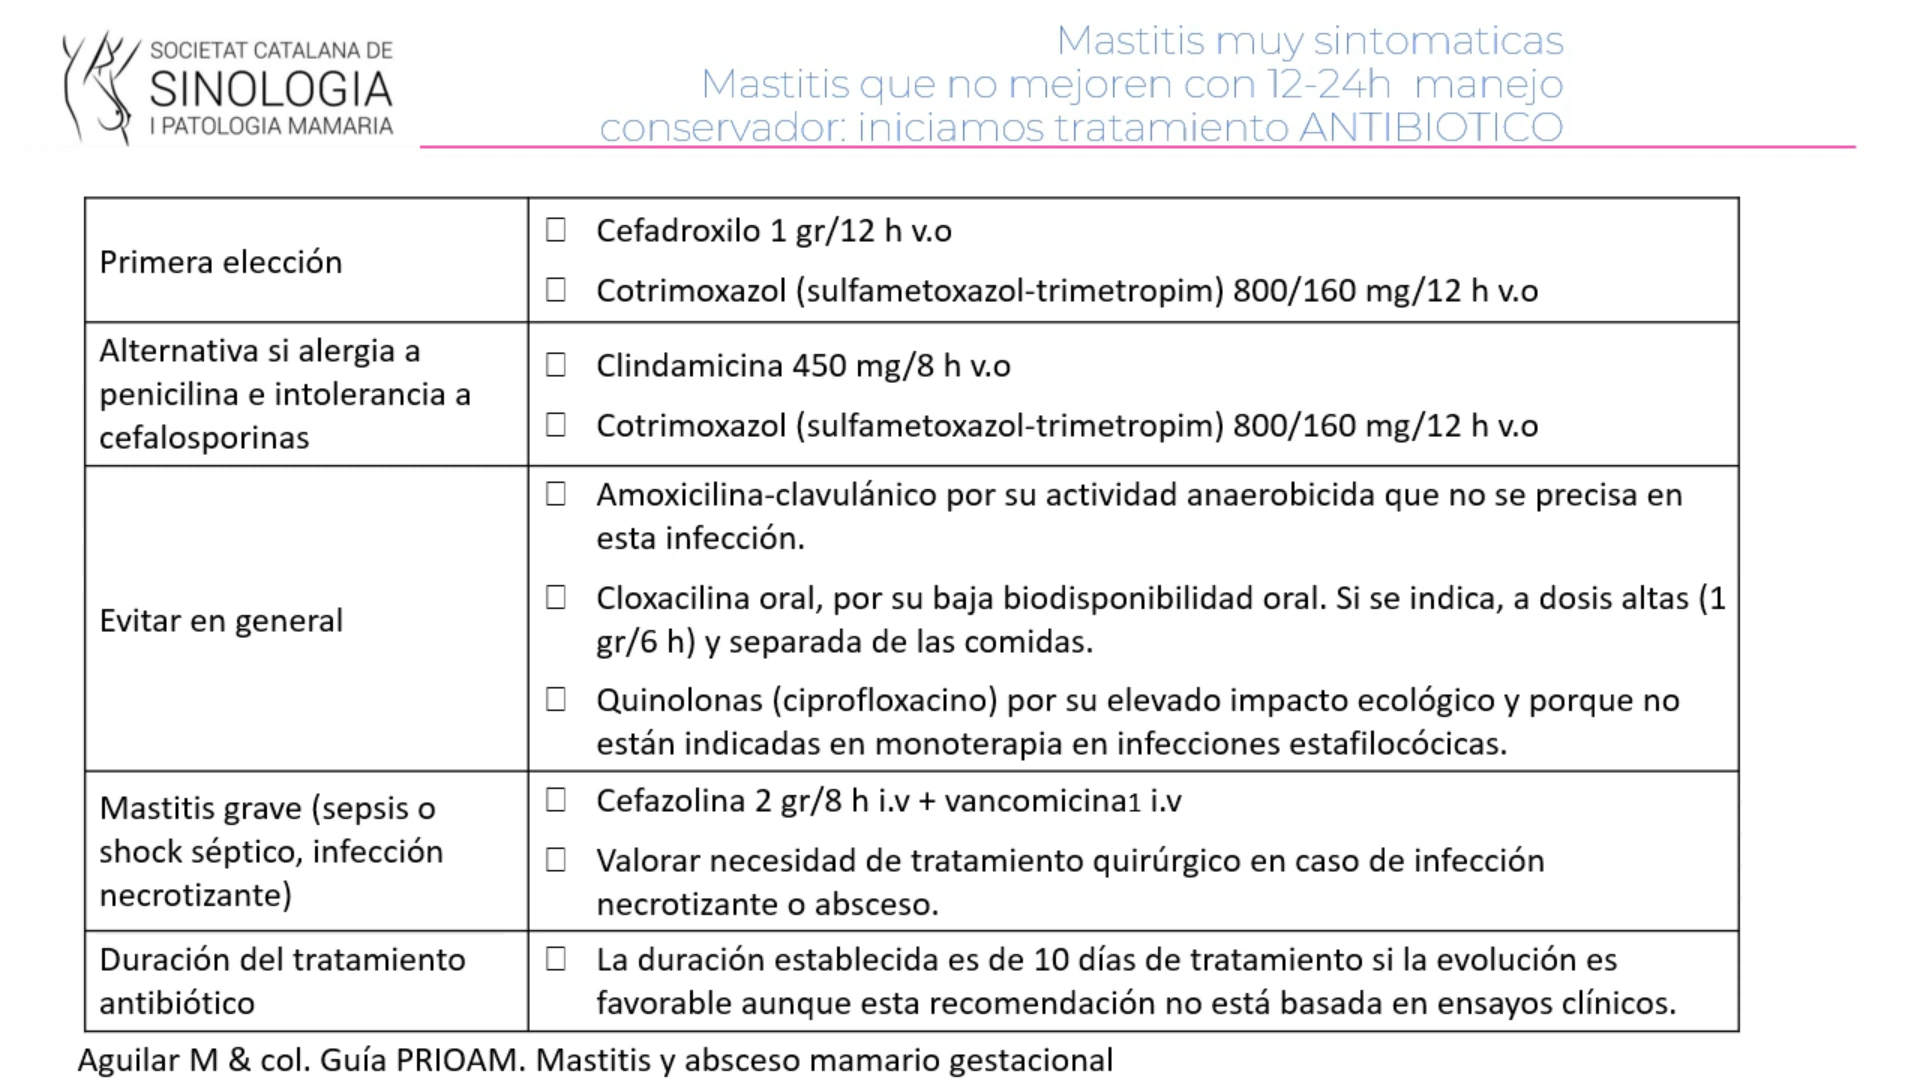 SOCIETAT CATALANA DE
SINOLOGIA
I PATOLOGIA MAMARIA
Mastitis muy sintomaticas
Mastitis que no mejoren con 12-24h manejo
conservador: iniciamos tratamiento ANTIBIOTICO
Primera elección
Cefadroxilo 1 gr/12 h v.o
Cotrimoxazol (sulfametoxazol-trimetropim) 800/160 mg/12 h v.o
Alternativa si alergia a
penicilina e intolerancia a
cefalosporinas
Clindamicina 450 mg/8 h v.o
Cotrimoxazol (sulfametoxazol-trimetropim) 800/160 mg/12 h v.o
Evitar en general
Amoxicilina-clavulánico por su actividad anaerobicida que no se precisa en
esta infección.
Cloxacilina oral, por su baja biodisponibilidad oral. Si se indica, a dosis altas (1
gr/6 h) y separada de las comidas.
Quinolonas (ciprofloxacino) por su elevado impacto ecológico y porque no
están indicadas en monoterapia en infecciones estafilocócicas.
Mastitis grave (sepsis o
shock séptico, infección
necrotizante)
Cefazolina 2 gr/8 h i.v + vancomicina1 i.v
Valorar necesidad de tratamiento quirúrgico en caso de infección
necrotizante o absceso.
Duración del tratamiento
antibiótico
La duración establecida es de 10 días de tratamiento si la evolución es
favorable aunque esta recomendación no está basada en ensayos clínicos.
Aguilar M & col. Guía PRIOAM. Mastitis y absceso mamario gestacional